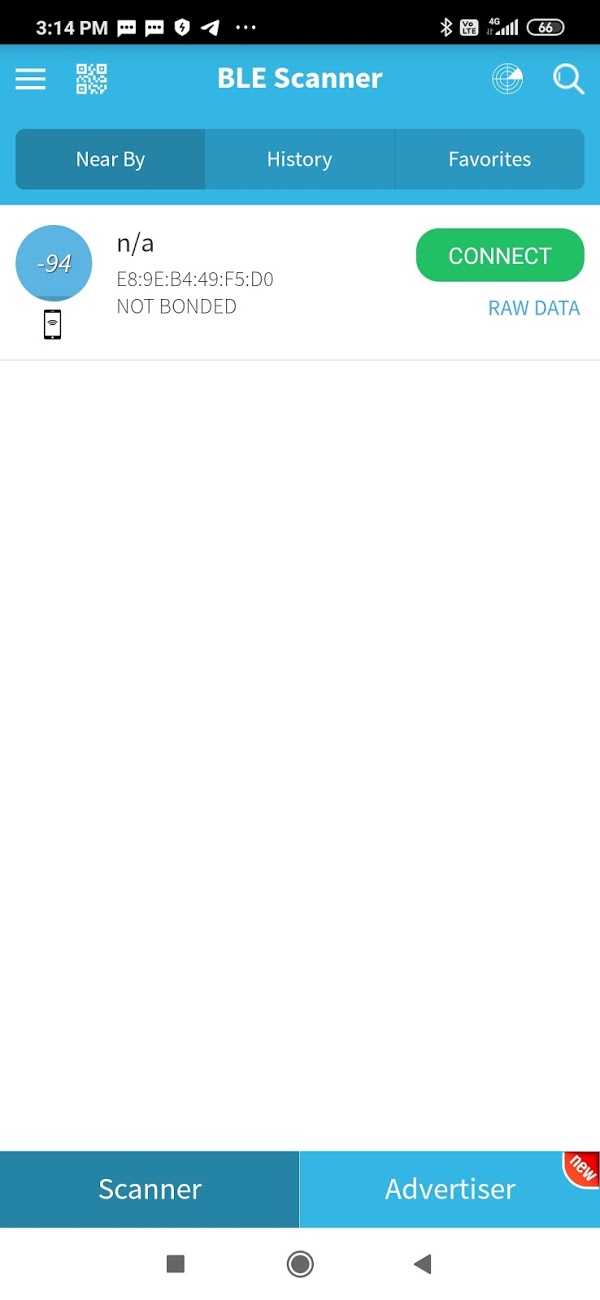 3:14 PM ... Vo LTE 4G 66
BLE Scanner
Near By History Favorites
-94 n/a CONNECT
E8:9E:B4:49:F5:D0
NOT BONDED RAW DATA
Scanner Advertiser new